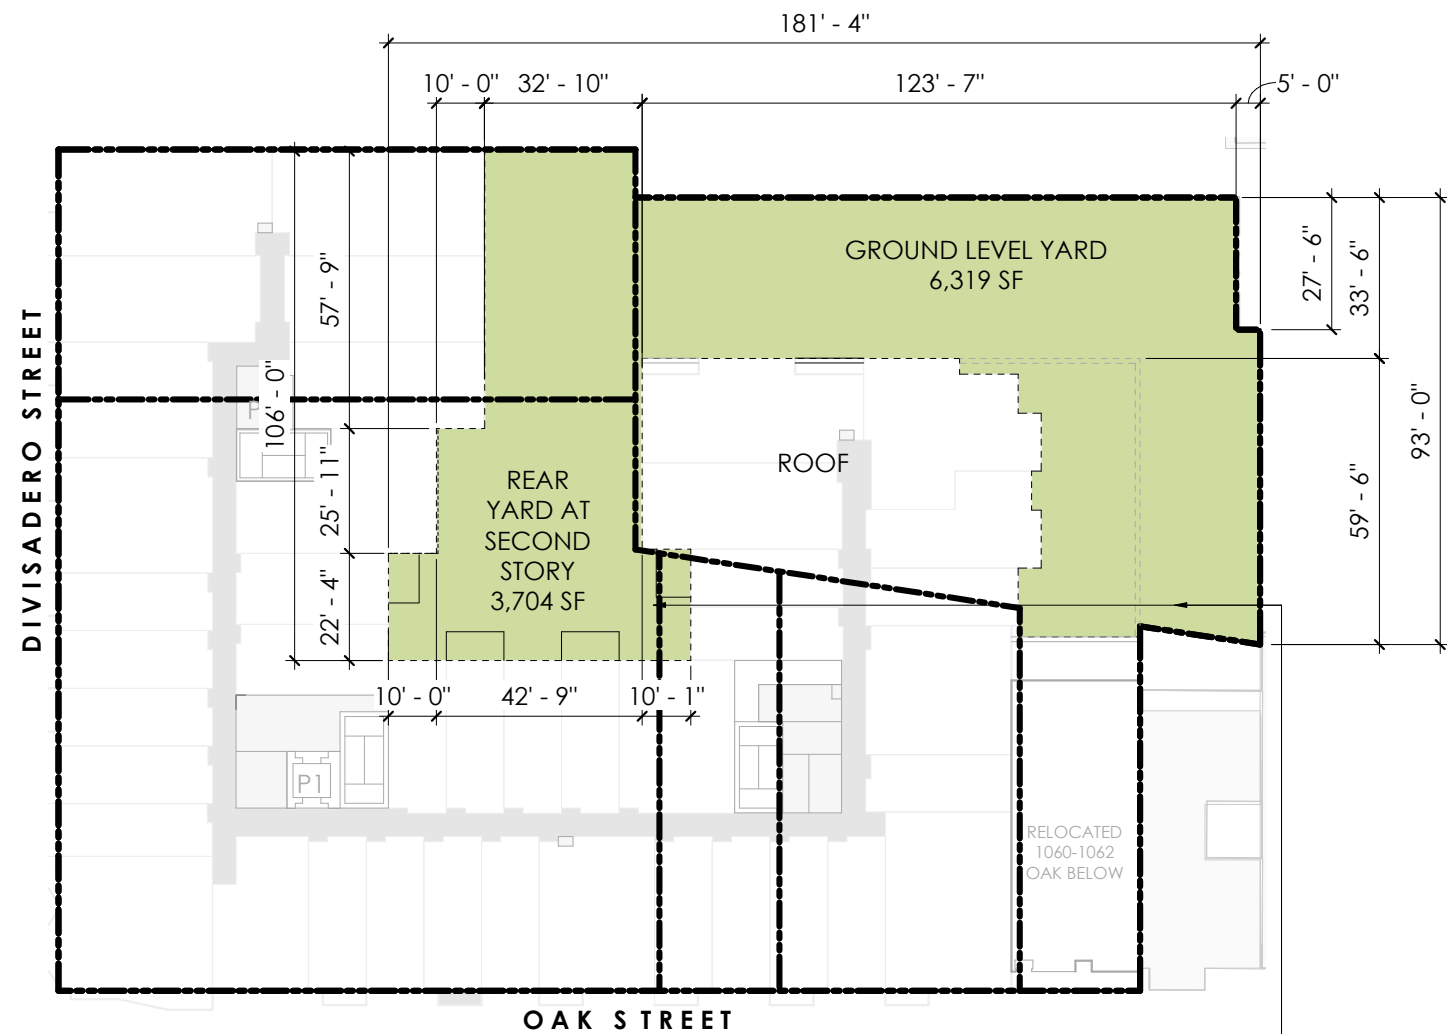 181' - 4"
10' - 0"
32' - 10"
123' - 7"
5' - 0"
GROUND LEVEL YARD
6,319 SF
27' - 6"
33' - 6"
57' - 9"
DIVISADERO STREET
106' - 0"
P
93' - 0"
ROOF
25' - 11"
REAR
YARD AT
SECOND
STORY
3,704 SF
59' - 6"
22' - 4"
10' - 0"
42' - 9"
10' - 1"
P1
RELOCATED
1060-1062
OAK BELOW
OAK STREET